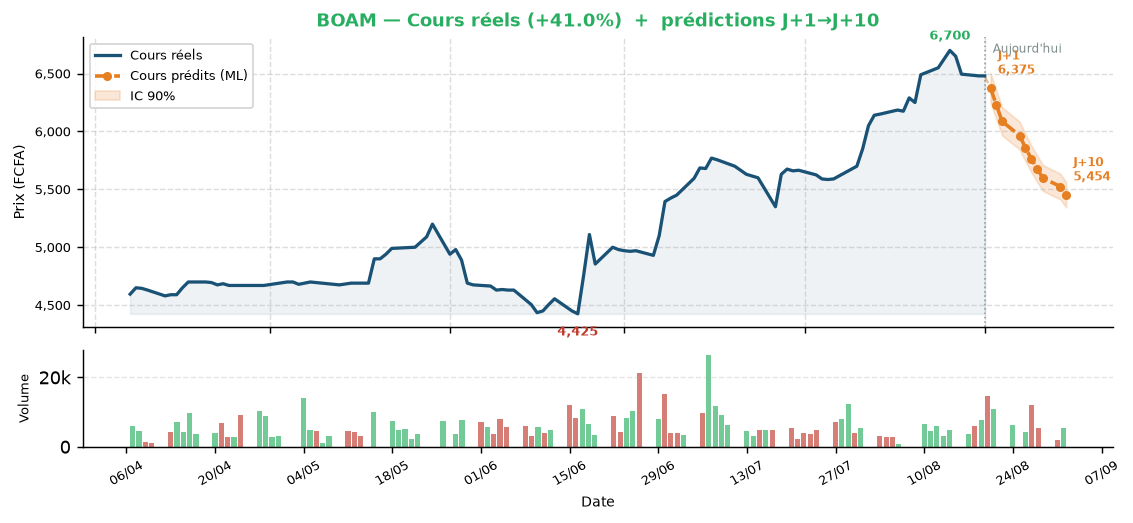 BOAM — Cours réels (+41.0%)  +  prédictions J+1→J+10
Cours réels
Cours prédits (ML)
IC 90%
6,700
Aujourd'hui
J+1
6,375
J+10
5,454
4,425
Prix (FCFA)
6,500
6,000
5,500
5,000
4,500
Volume
20k
0
06/04
20/04
04/05
18/05
01/06
15/06
29/06
13/07
27/07
10/08
24/08
07/09
Date